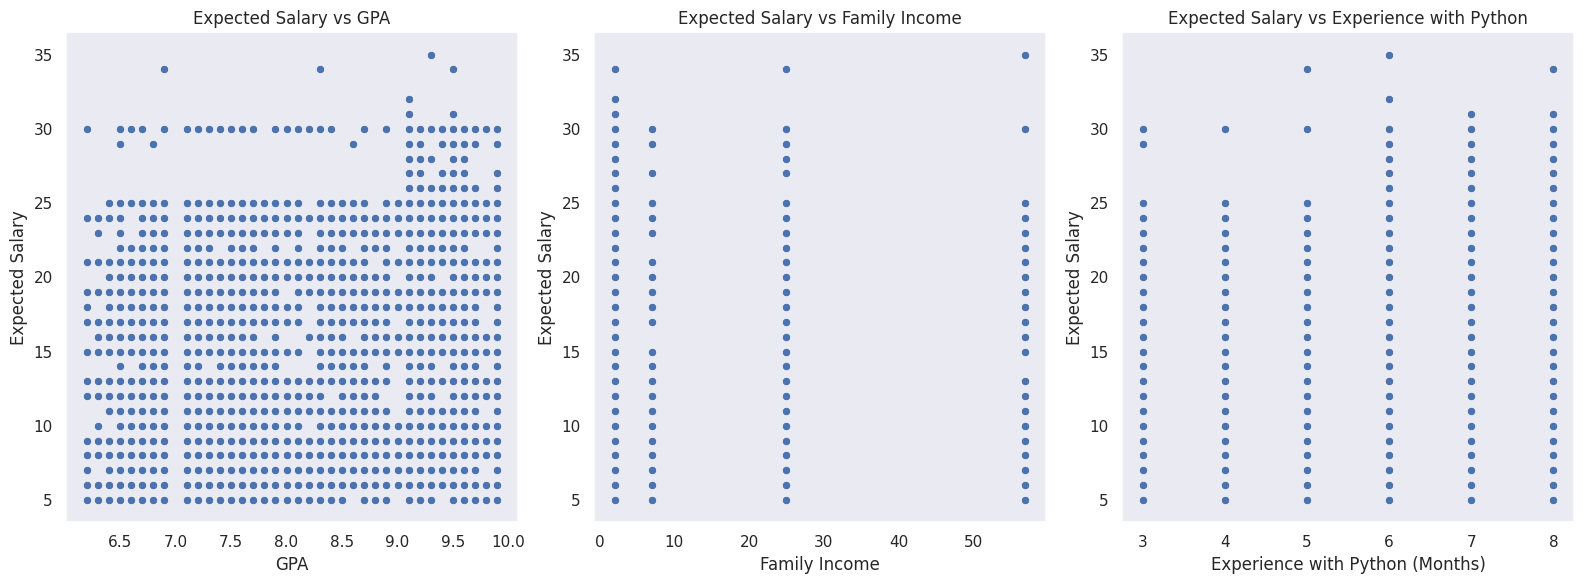 Expected Salary vs GPA
35
30
25
20
15
10
5
Expected Salary
6.5 7.0 7.5 8.0 8.5 9.0 9.5 10.0
GPA
Expected Salary vs Family Income
35
30
25
20
15
10
5
Expected Salary
0 10 20 30 40 50
Family Income
Expected Salary vs Experience with Python
35
30
25
20
15
10
5
Expected Salary
3 4 5 6 7 8
Experience with Python (Months)